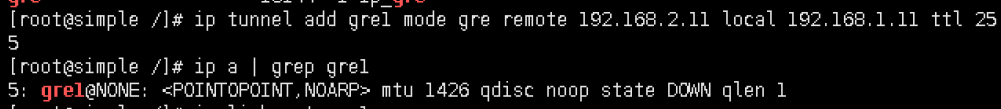 [root@simple /]# ip tunnel add gre1 mode gre remote 192.168.2.11 local 192.168.1.11 ttl 25
5
[root@simple /]# ip a | grep gre1
5: gre1@NONE: <POINTOPOINT,NOARP> mtu 1426 qdisc noop state DOWN qlen 1